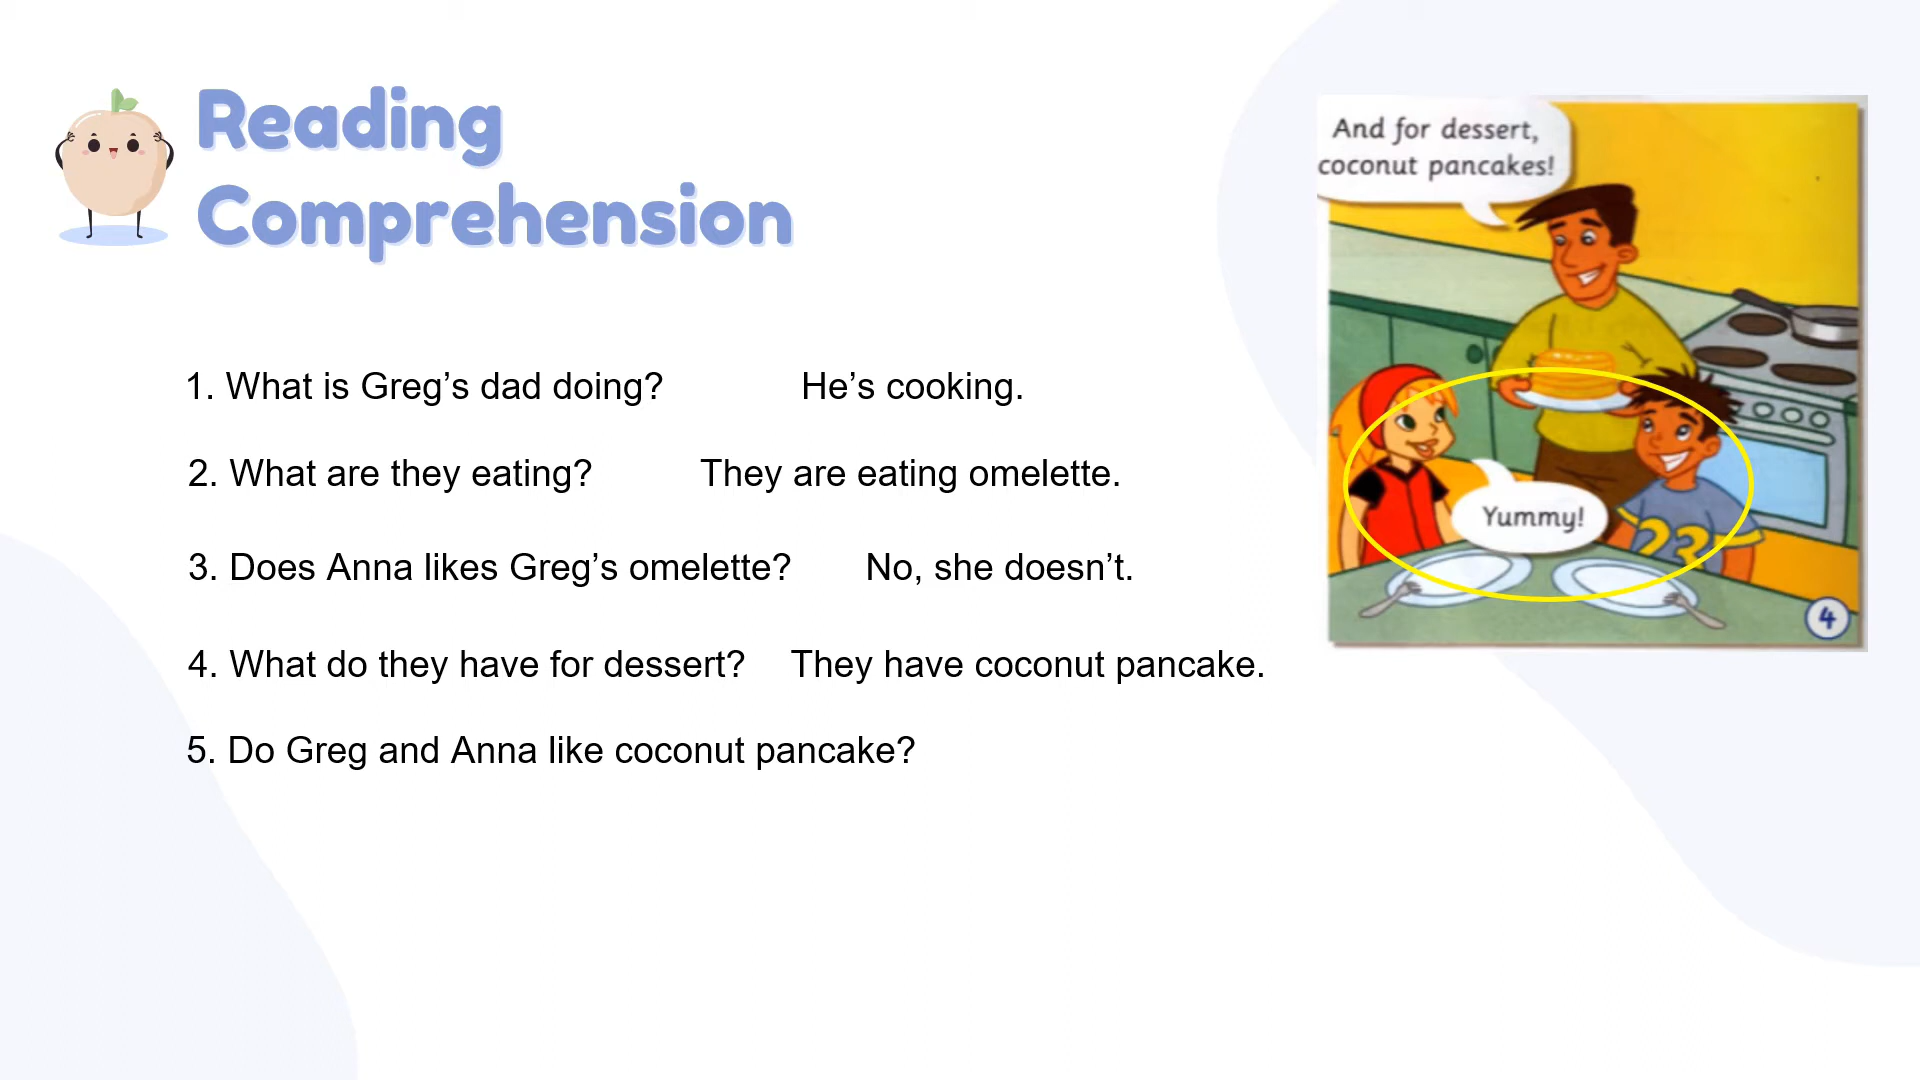 Reading
Comprehension
And for dessert,
coconut pancakes!
1. What is Greg’s dad doing? He’s cooking.
2. What are they eating? They are eating omelette.
Yummy!
23
3. Does Anna likes Greg’s omelette? No, she doesn’t.
4
4. What do they have for dessert? They have coconut pancake.
5. Do Greg and Anna like coconut pancake?